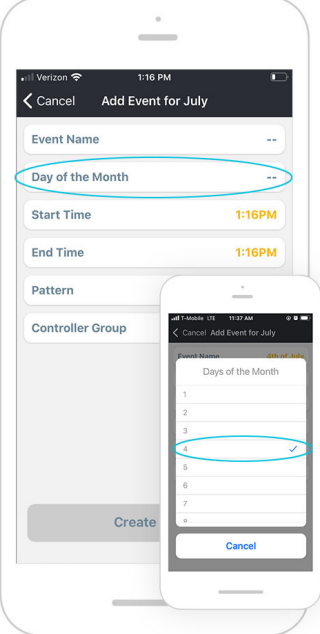 Verizon 1:16 PM
Cancel Add Event for July
Event Name --
Day of the Month --
Start Time 1:16PM
End Time 1:16PM
Pattern
Controller Group
Create
T-Mobile LTE 11:37 AM
Cancel Add Event for July
Event Name 4th of July
Days of the Month
1
2
3
4
5
6
7
8
Cancel